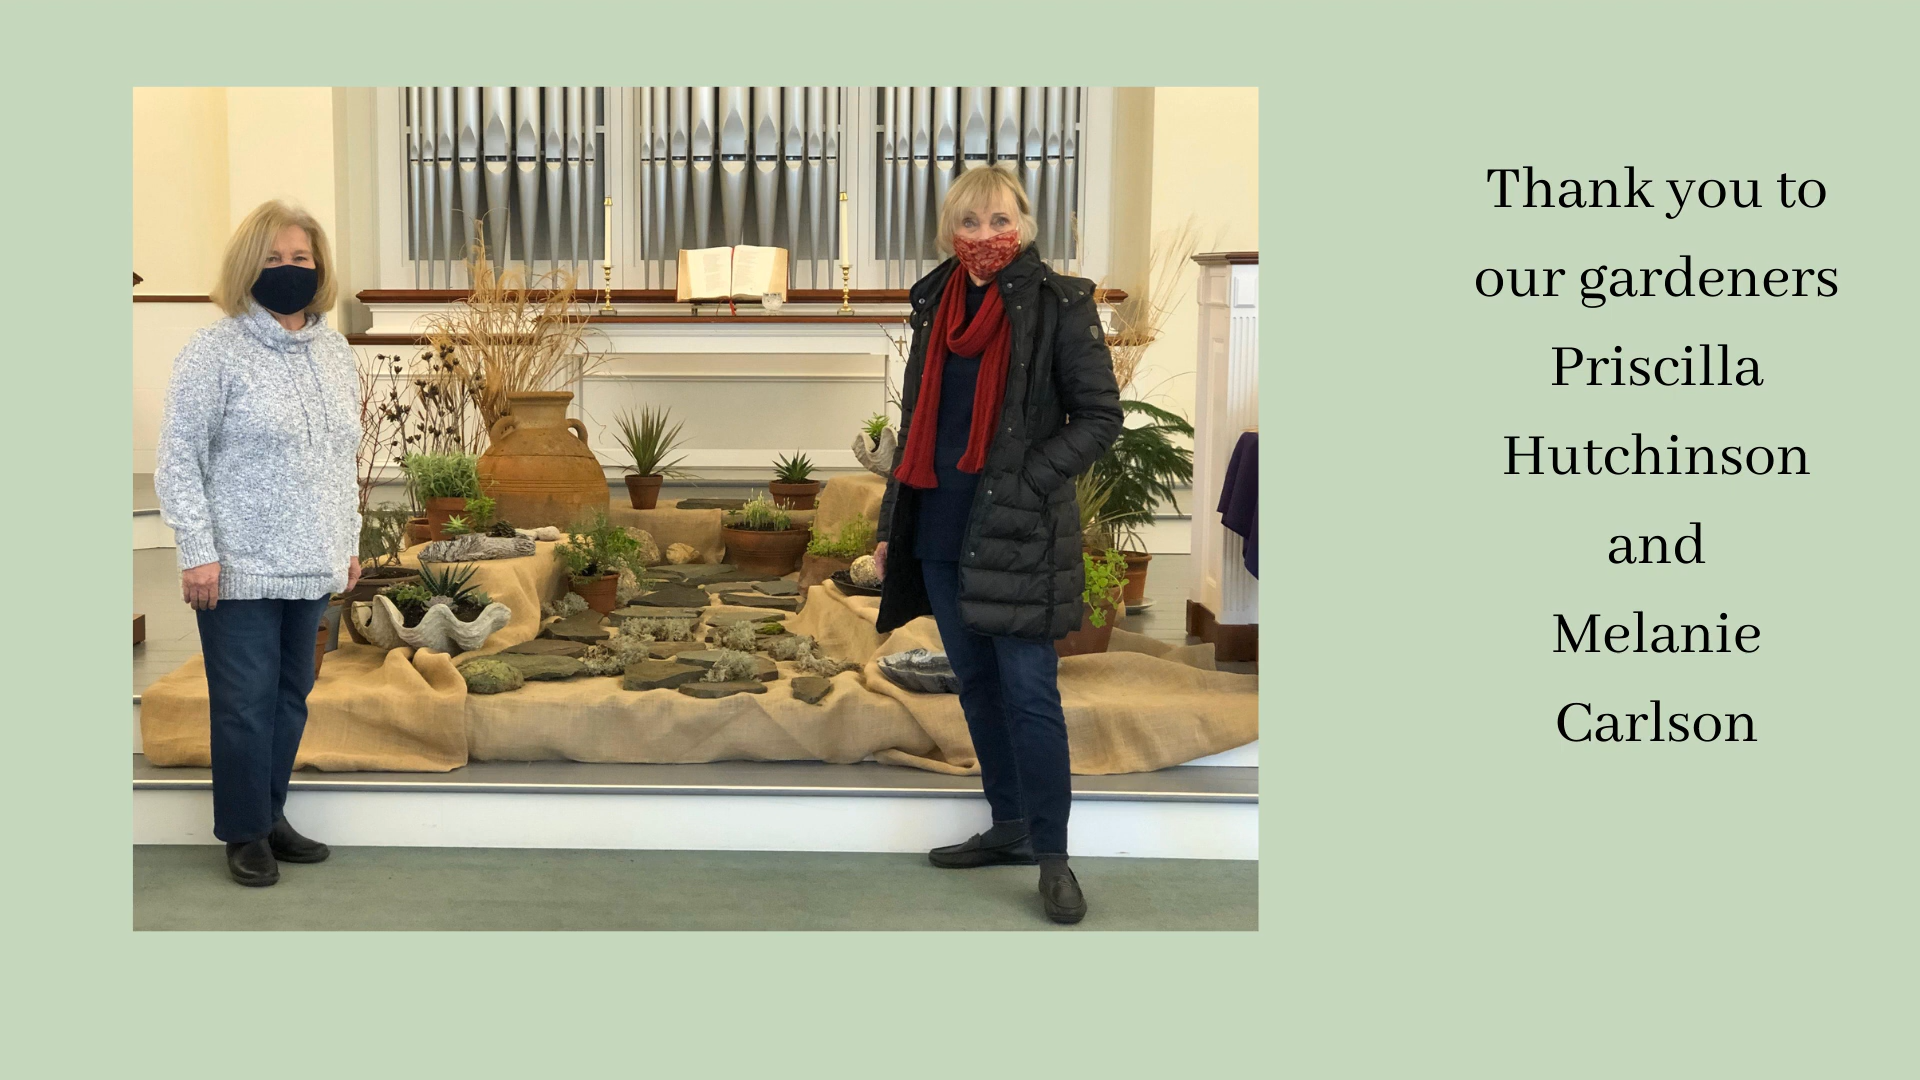 Thank you to
our gardeners
Priscilla
Hutchinson
and
Melanie
Carlson